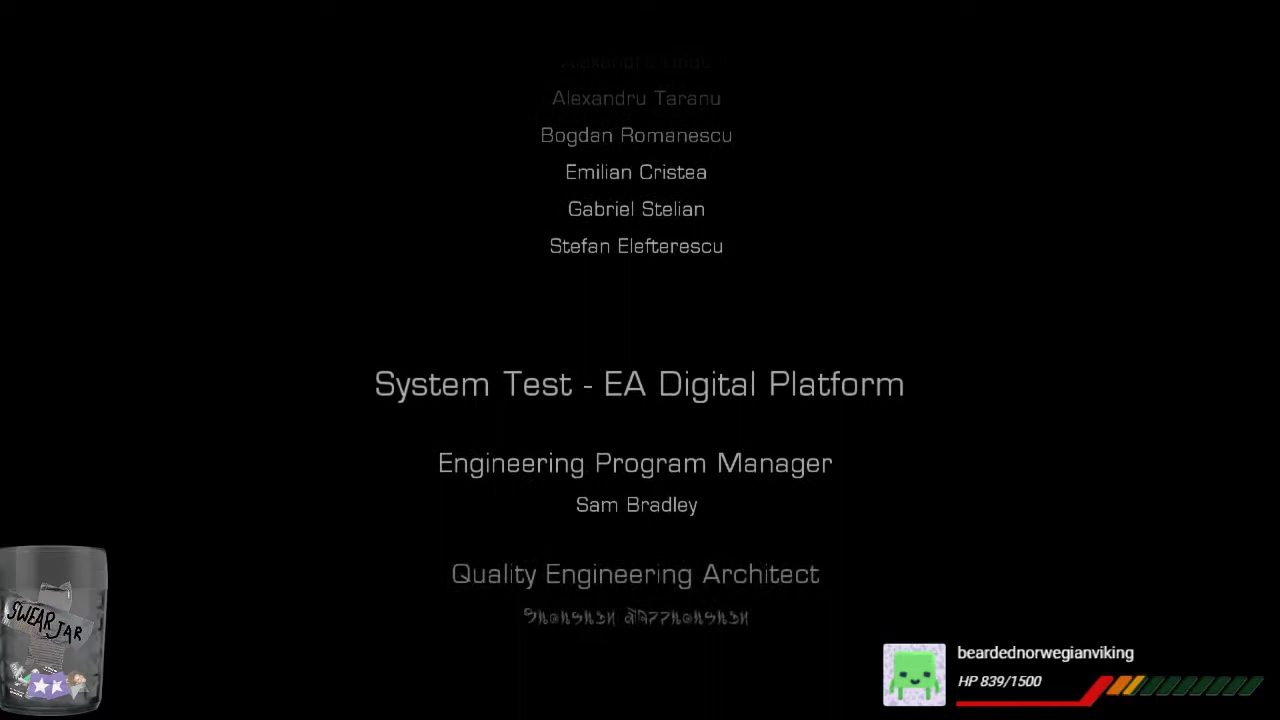 Alexandru Taranu
Bogdan Romanescu
Emilian Cristea
Gabriel Stelian
Stefan Elefterescu
System Test - EA Digital Platform
Engineering Program Manager
Sam Bradley
Quality Engineering Architect
SWEAR JAR
beardednorwegianviking
HP 839/1500